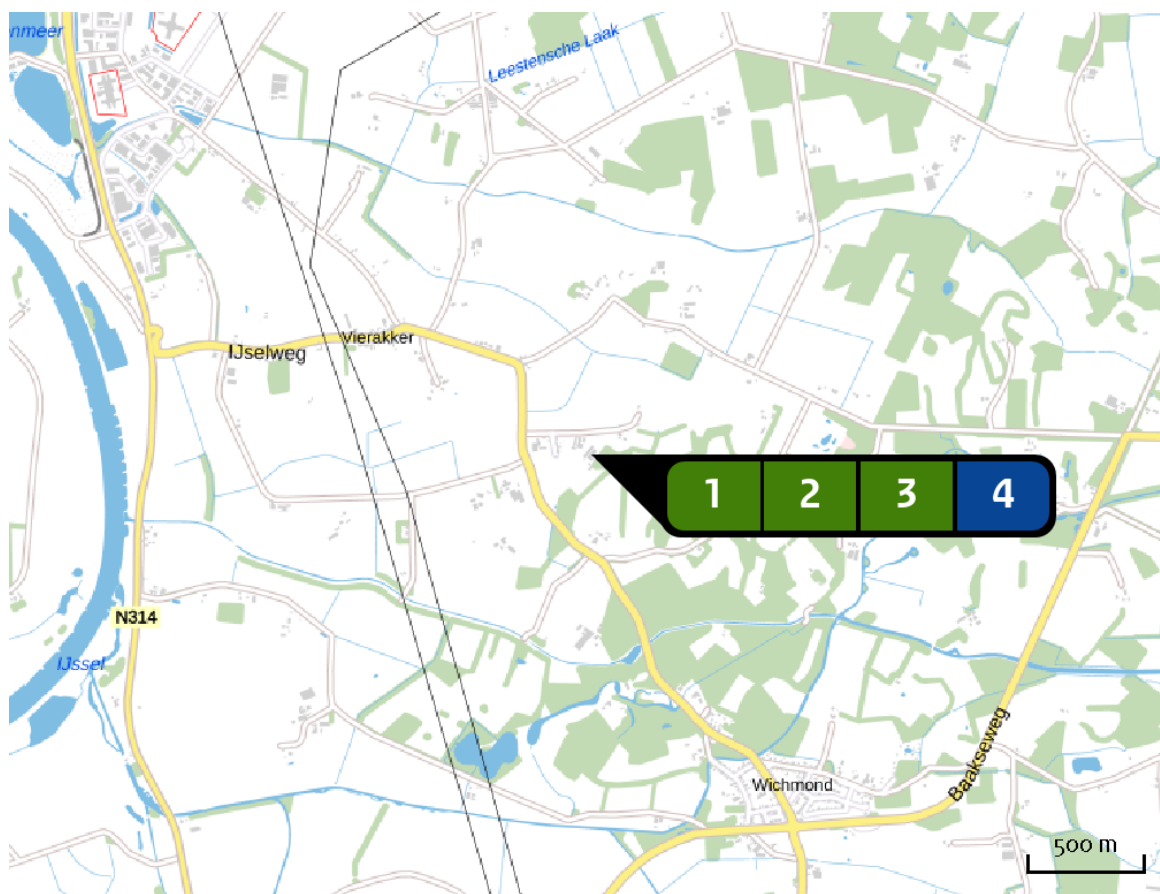 nmeer
Leestensche Laak
Vierakker
IJselweg
1 2 3 4
N314
IJssel
Baakseweg
Wichmond
500 m